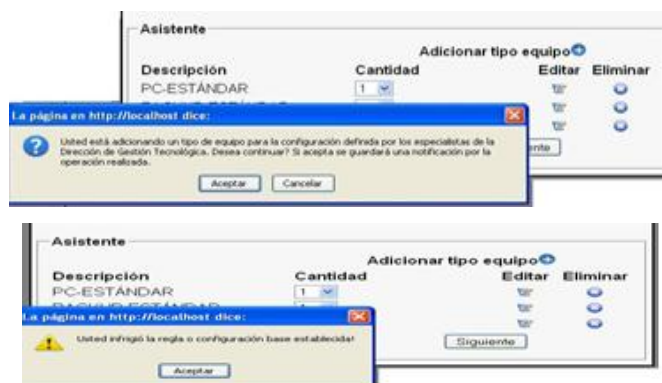 Asistente
Adicionar tipo equipo
Descripción Cantidad Editar Eliminar
PC-ESTÁNDAR 1
La página en http://localhost dice:
Usted está adicionando un tipo de equipo para la configuración definida por los especialistas de la
Dirección de Gestión Tecnológica. Desea continuar? Si acepta se guardará una notificación por la
operación realizada.
Aceptar Cancelar
Asistente
Adicionar tipo equipo
Descripción Cantidad Editar Eliminar
PC-ESTÁNDAR 1
La página en http://localhost dice:
Usted infrigió la regla o configuración base establecida!
Siguiente
Aceptar